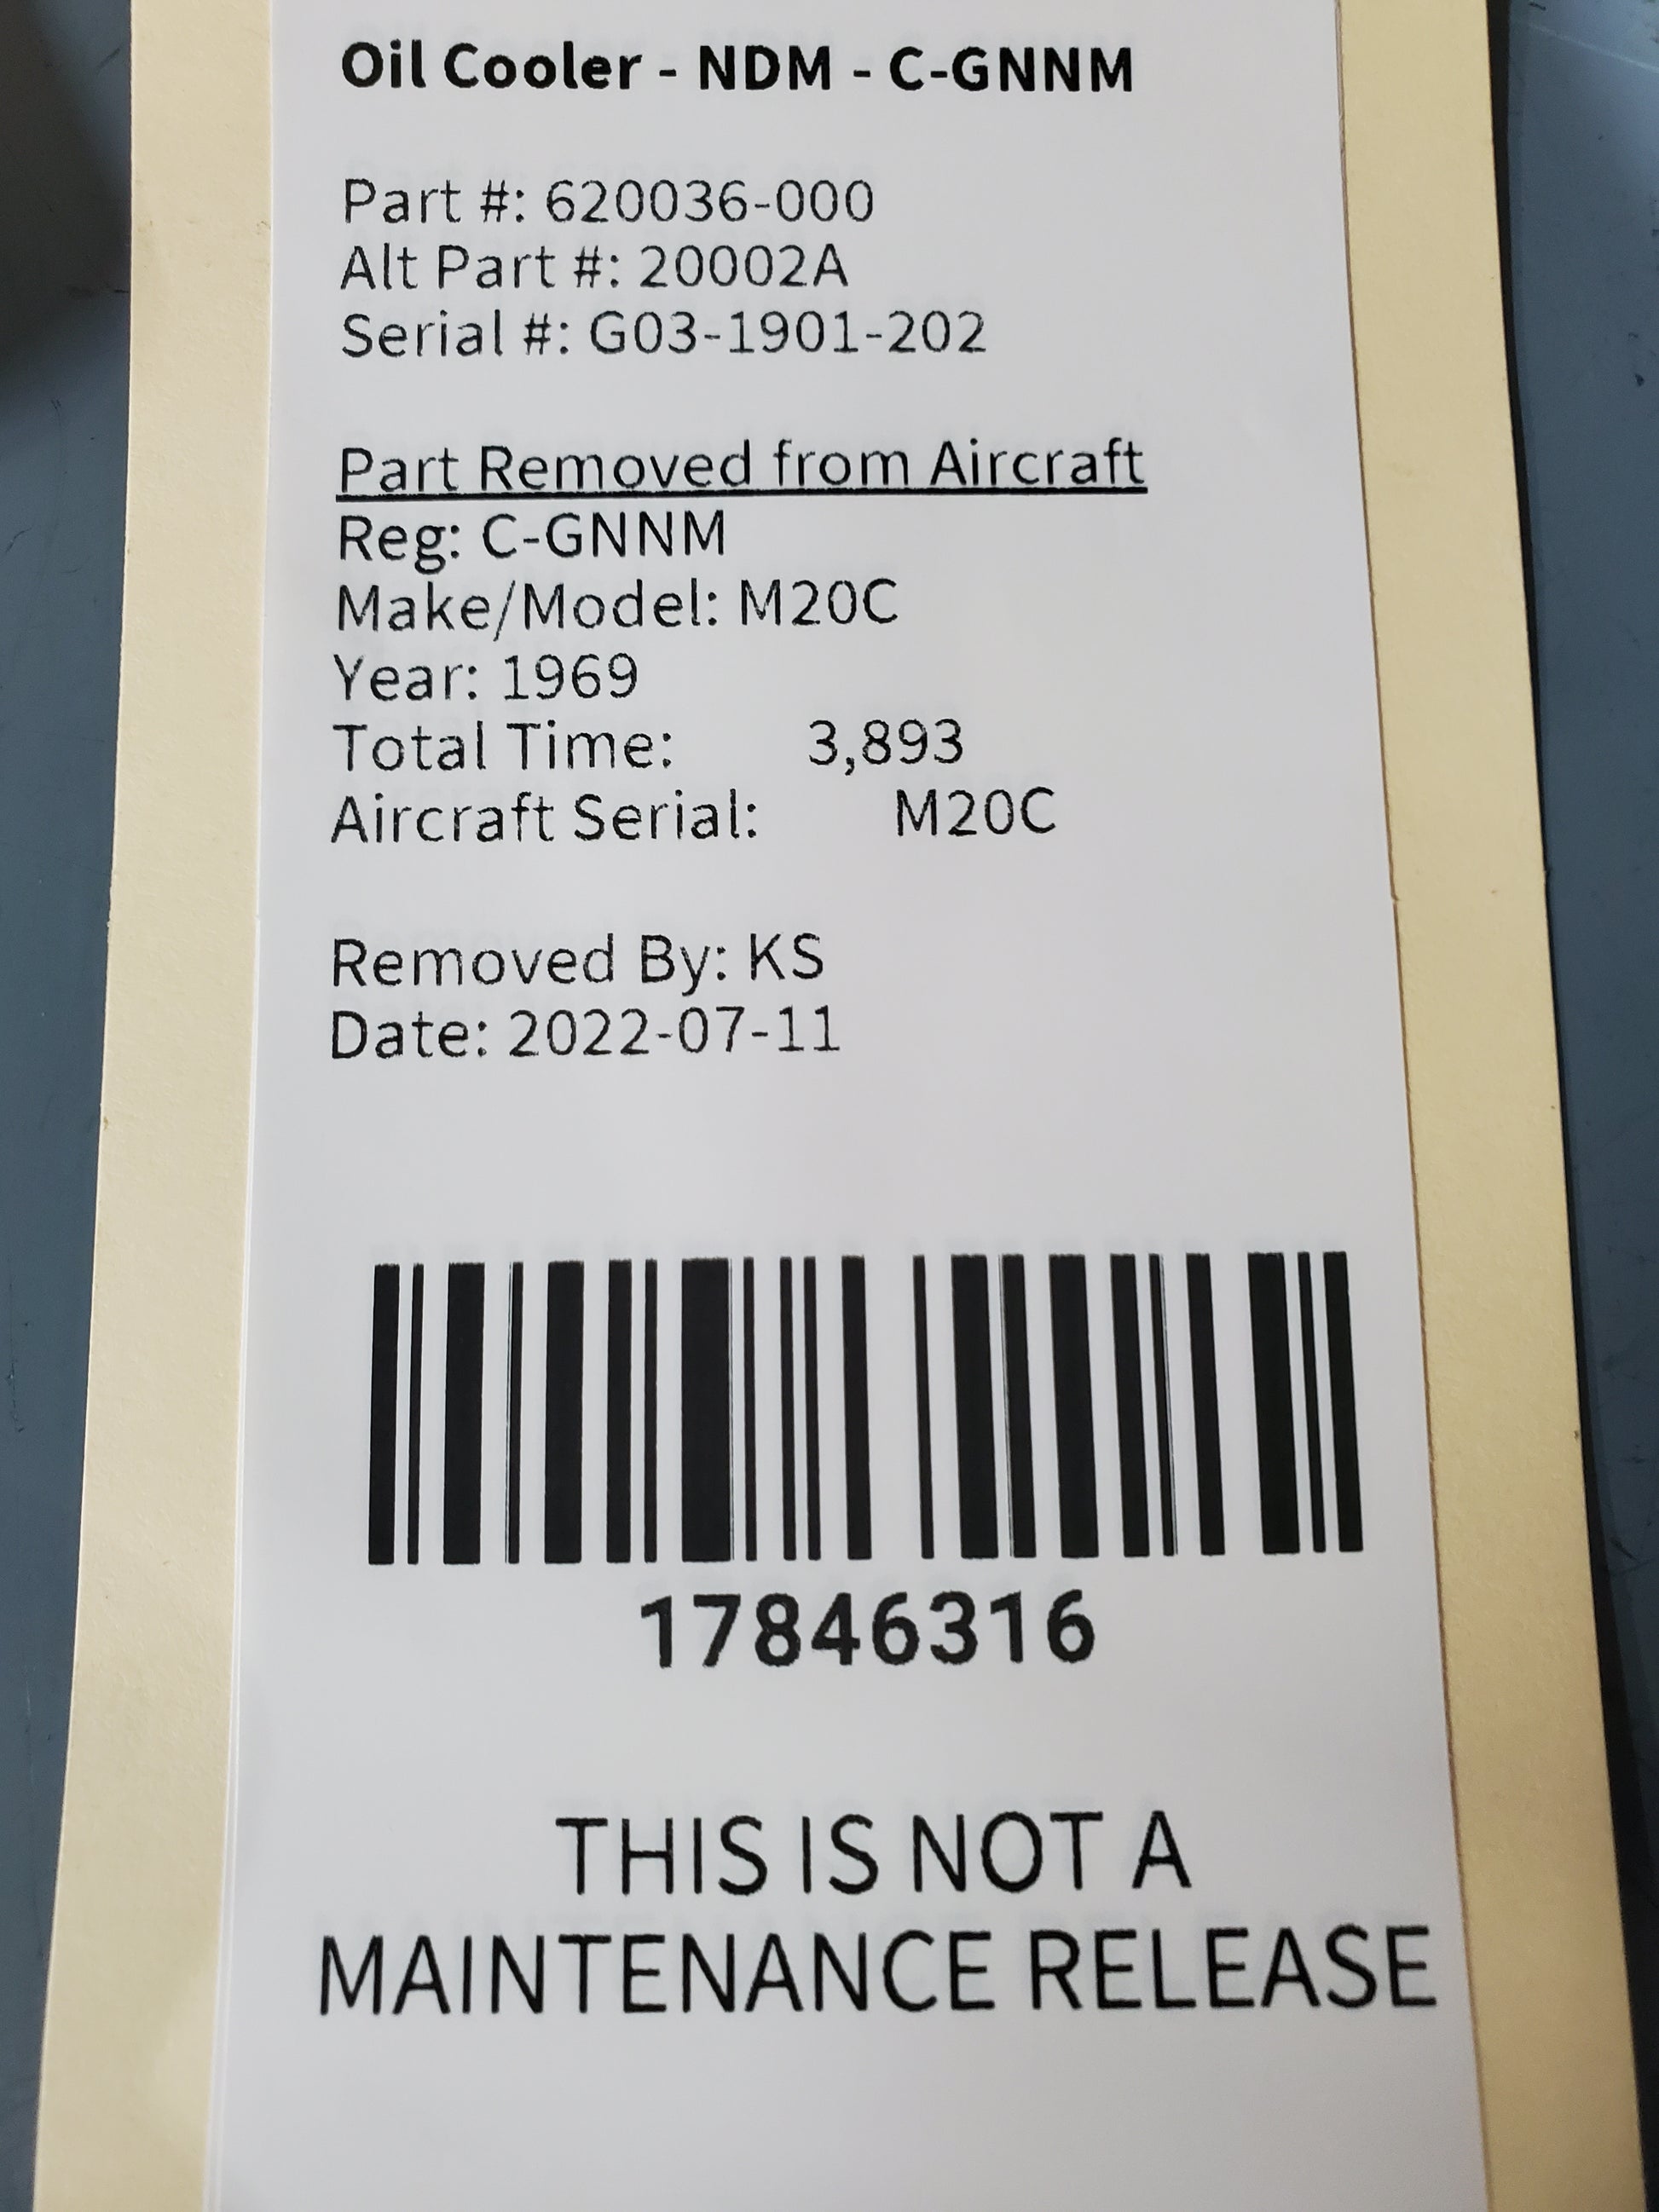 Oil Cooler - NDM - C-GNNM
Part #: 620036-000
Alt Part #: 20002A
Serial #: G03-1901-202
Part Removed from Aircraft
Reg: C-GNNM
Make/Model: M20C
Year: 1969
Total Time: 3,893
Aircraft Serial: M20C
Removed By: KS
Date: 2022-07-11
17846316
THIS IS NOT A
MAINTENANCE RELEASE